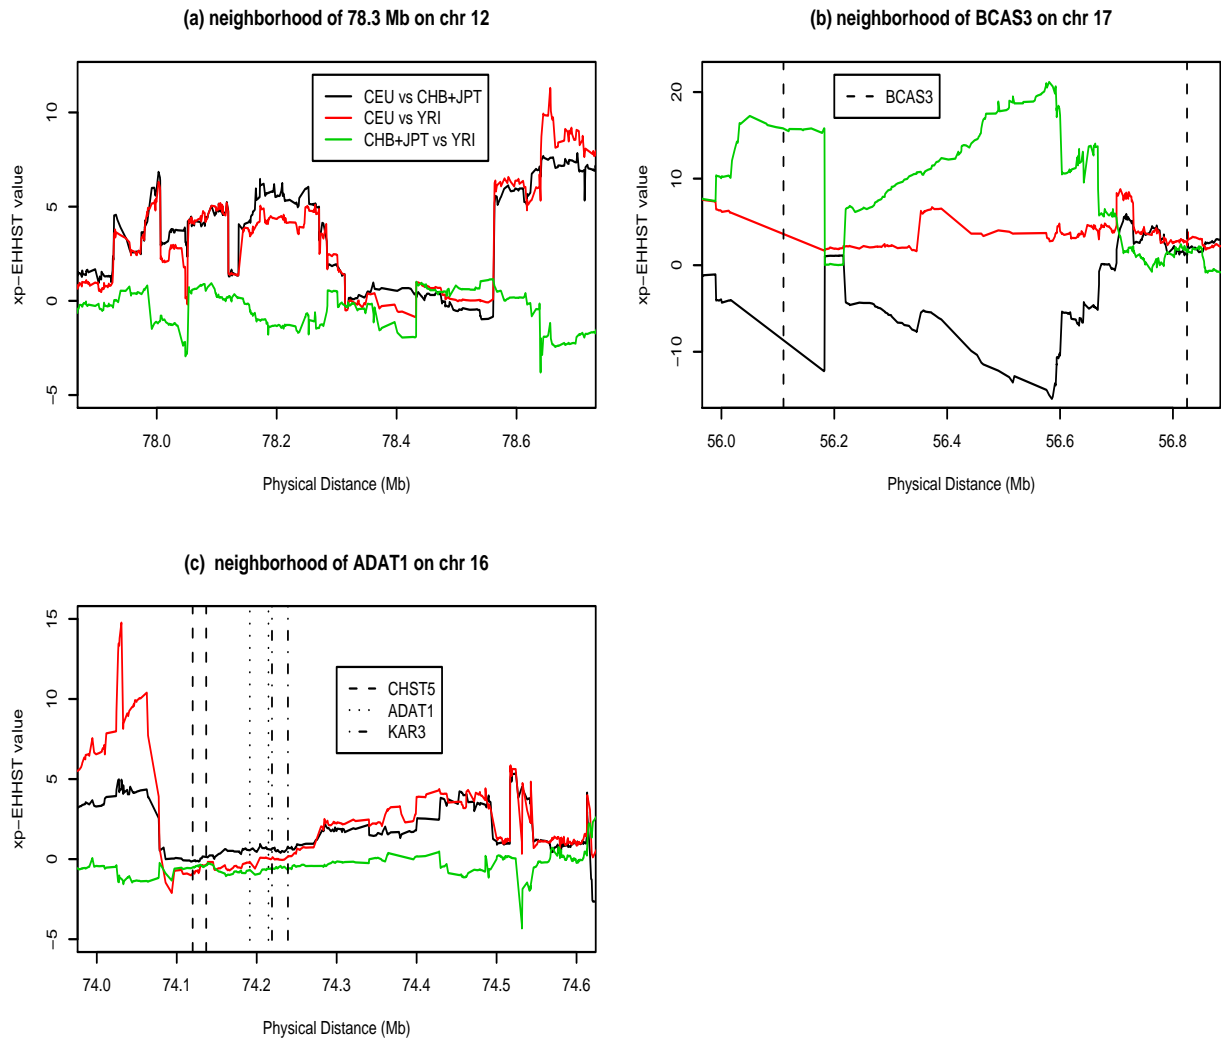 (a) neighborhood of 78.3 Mb on chr 12
xp−EHHST value
10
5
0
−5
CEU vs CHB+JPT
CEU vs YRI
CHB+JPT vs YRI
78.0 78.2 78.4 78.6
Physical Distance (Mb)
(b) neighborhood of BCAS3 on chr 17
xp−EHHST value
20
10
0
−10
BCAS3
56.0 56.2 56.4 56.6 56.8
Physical Distance (Mb)
(c) neighborhood of ADAT1 on chr 16
xp−EHHST value
15
10
5
0
−5
CHST5
ADAT1
KAR3
74.0 74.1 74.2 74.3 74.4 74.5 74.6
Physical Distance (Mb)